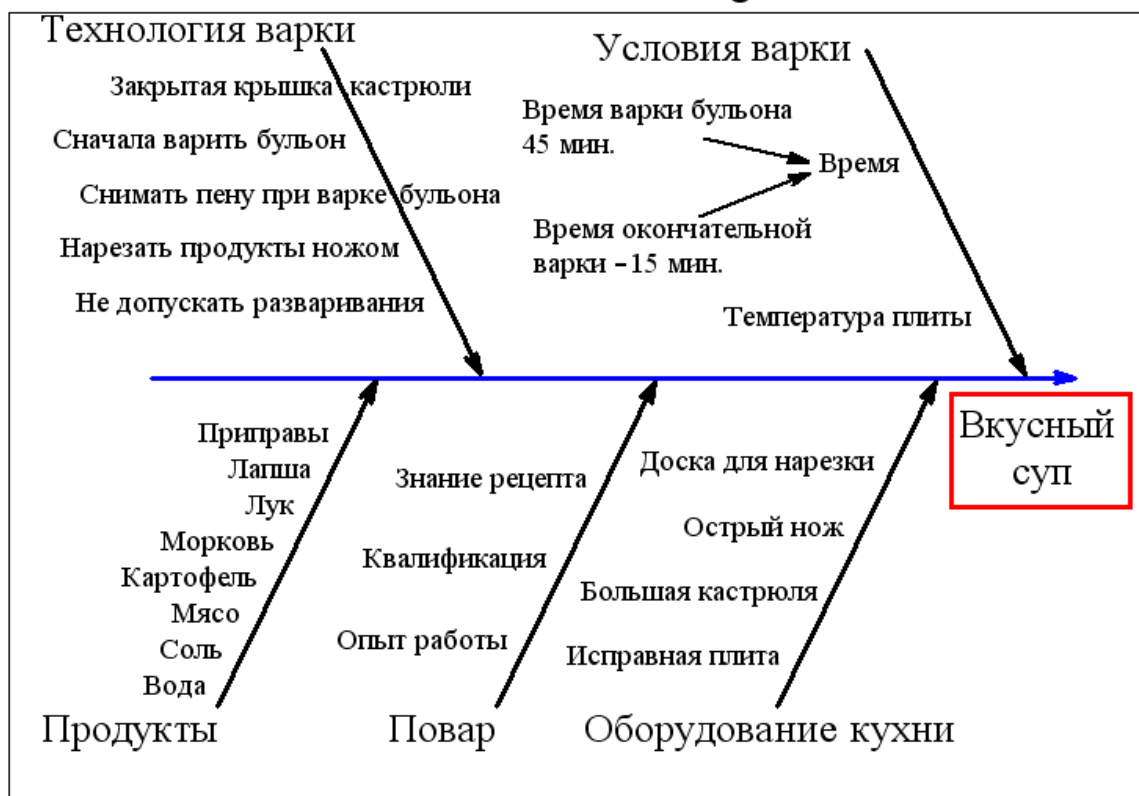 Технология варки
Закрытая крышка кастрюли
Сначала варить бульон
Снимать пену при варке бульона
Нарезать продукты ножом
Не допускать разваривания
Условия варки
Время варки бульона
45 мин.
Время
Время окончательной
варки -15 мин.
Температура плиты
Вкусный
суп
Приправы
Лапша
Лук
Морковь
Картофель
Мясо
Соль
Вода
Продукты
Знание рецепта
Квалификация
Опыт работы
Повар
Доска для нарезки
Острый нож
Большая кастрюля
Исправная плита
Оборудование кухни